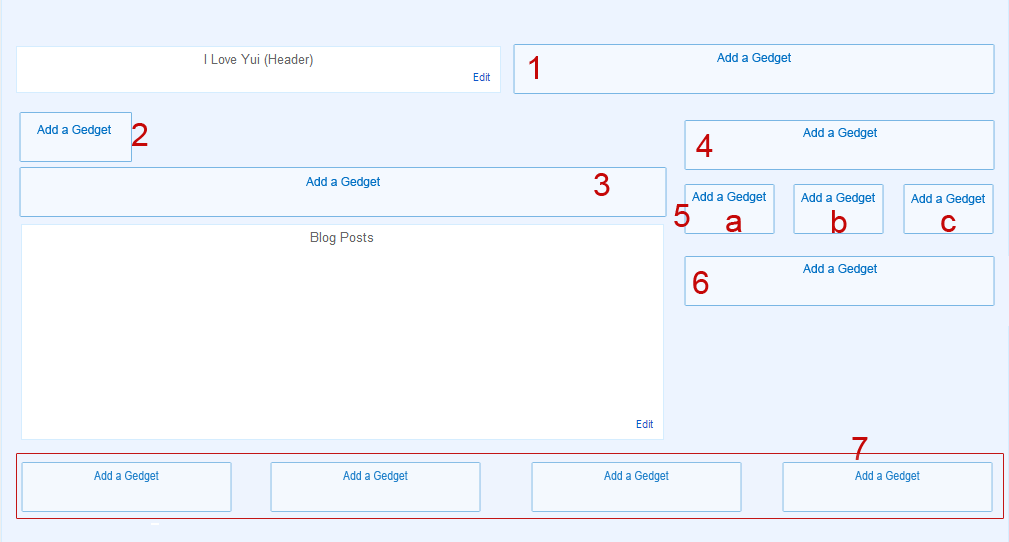 I Love Yui (Header)
Edit
1
Add a Gedget
Add a Gedget
2
4
Add a Gedget
Add a Gedget
3
5
Add a Gedget
a
Add a Gedget
b
Add a Gedget
c
Blog Posts
Edit
6
Add a Gedget
7
Add a Gedget
Add a Gedget
Add a Gedget
Add a Gedget